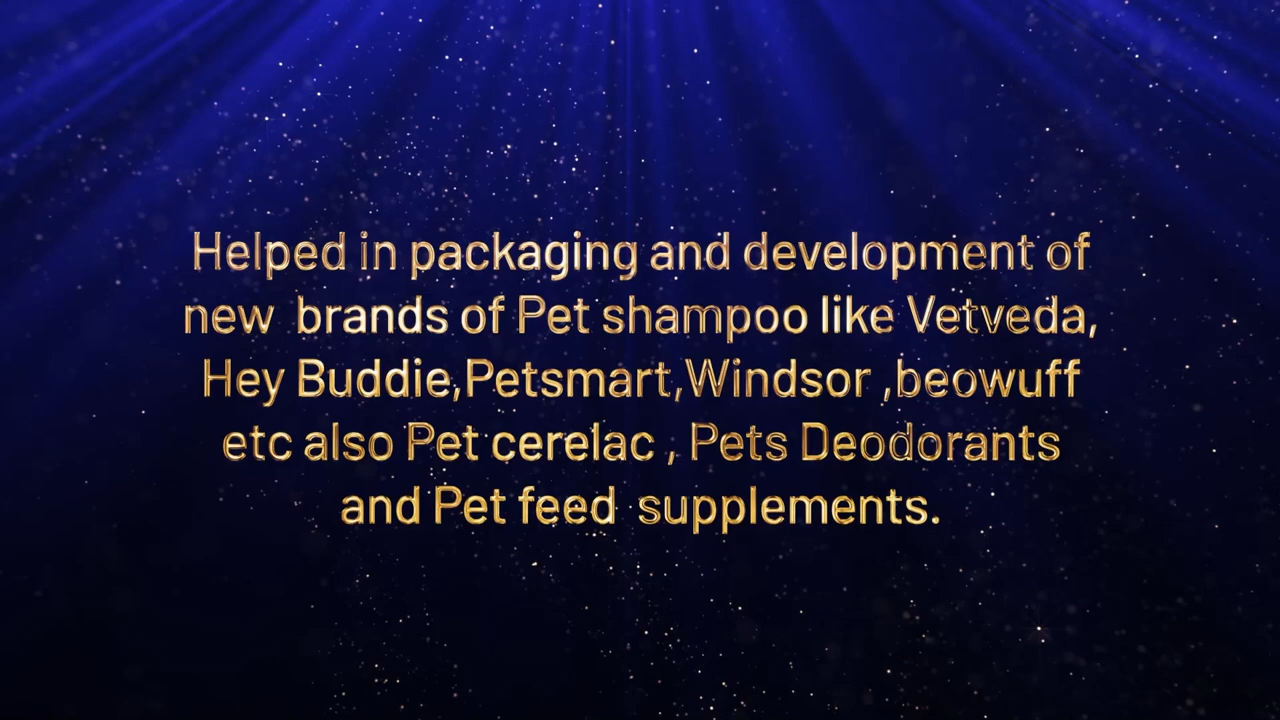 Helped in packaging and development of
new  brands of Pet shampoo like Vetveda,
Hey Buddie,Petsmart,Windsor ,beowuff
etc also Pet cerelac , Pets Deodorants
and Pet feed  supplements.